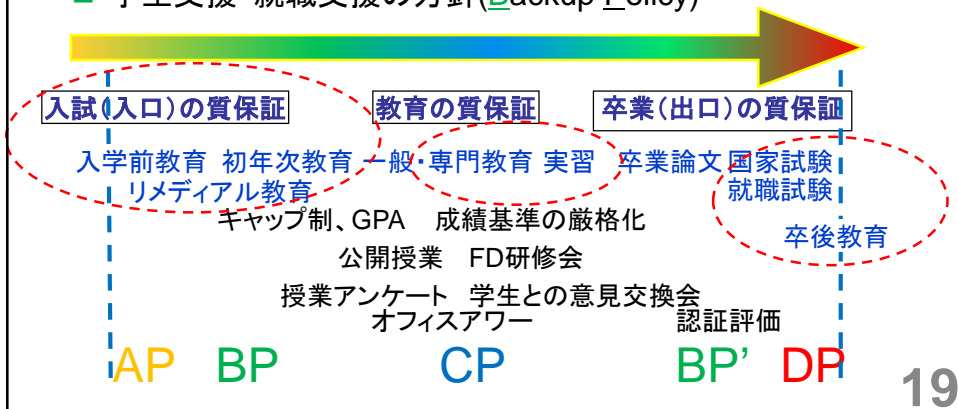 ■ 学生支援・就職支援の方針(Backup Policy)
入試(入口)の質保証 教育の質保証 卒業(出口)の質保証
入学前教育 初年次教育 一般・専門教育 実習 卒業論文 国家試験
リメディアル教育 就職試験
キャップ制、GPA 成績基準の厳格化
卒後教育
公開授業 FD研修会
授業アンケート 学生との意見交換会
オフィスアワー 認証評価
AP BP CP BP’ DP
19